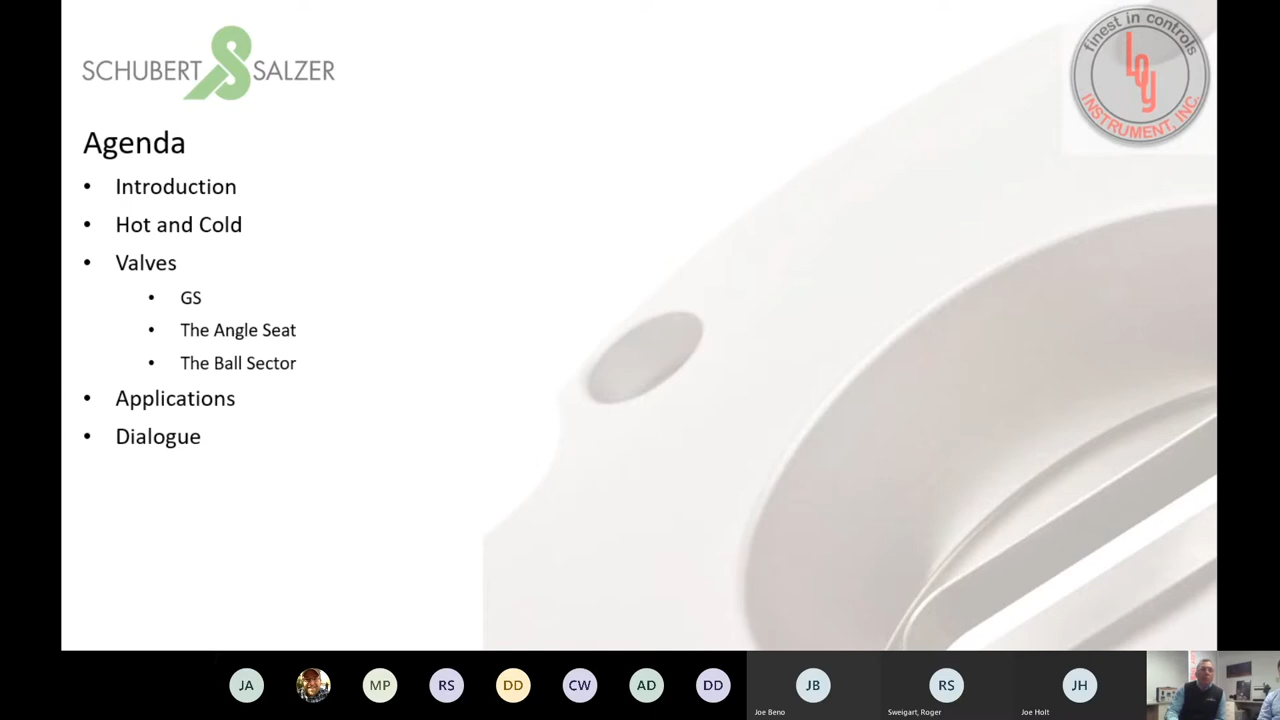 SCHUBERT SALZER
finest in controls
Loy
INSTRUMENT, INC.
Agenda
• Introduction
• Hot and Cold
• Valves
• GS
• The Angle Seat
• The Ball Sector
• Applications
• Dialogue
JA
MP
RS
DD
CW
AD
DD
JB
RS
JH
Joe Beno
Sweigart, Roger
Joe Holt